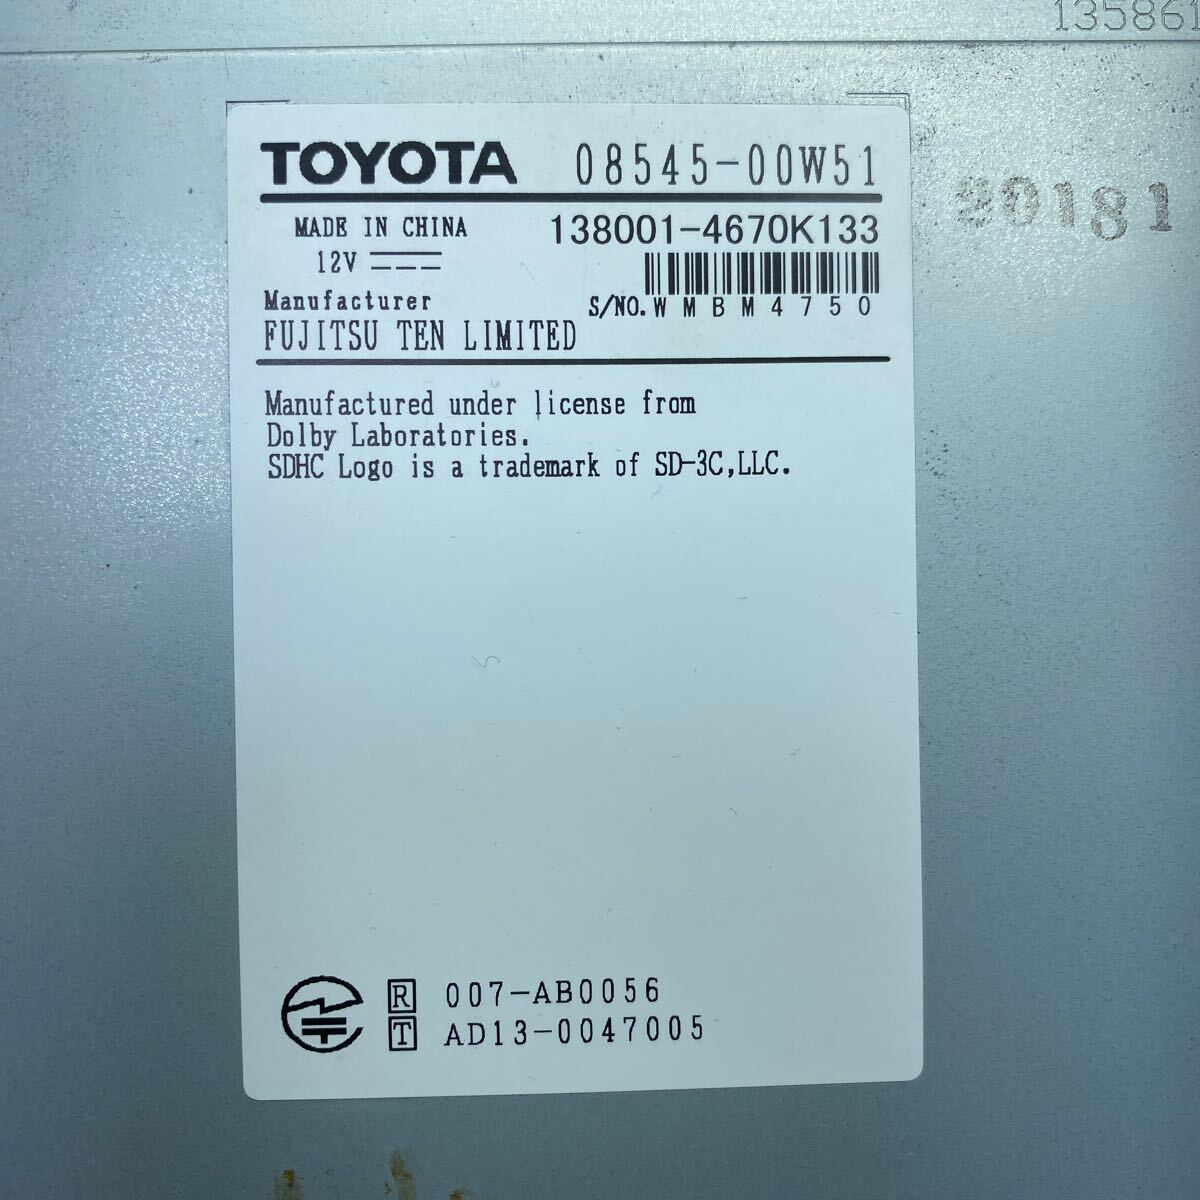 135861
TOYOTA 08545-00W51
20181
MADE IN CHINA 138001-4670K133
12V
Manufacturer S/NO. WMBM4750
FUJITSU TEN LIMITED
Manufactured under license from
Dolby Laboratories.
SDHC Logo is a trademark of SD-3C,LLC.
R 007-AB0056
T AD13-0047005